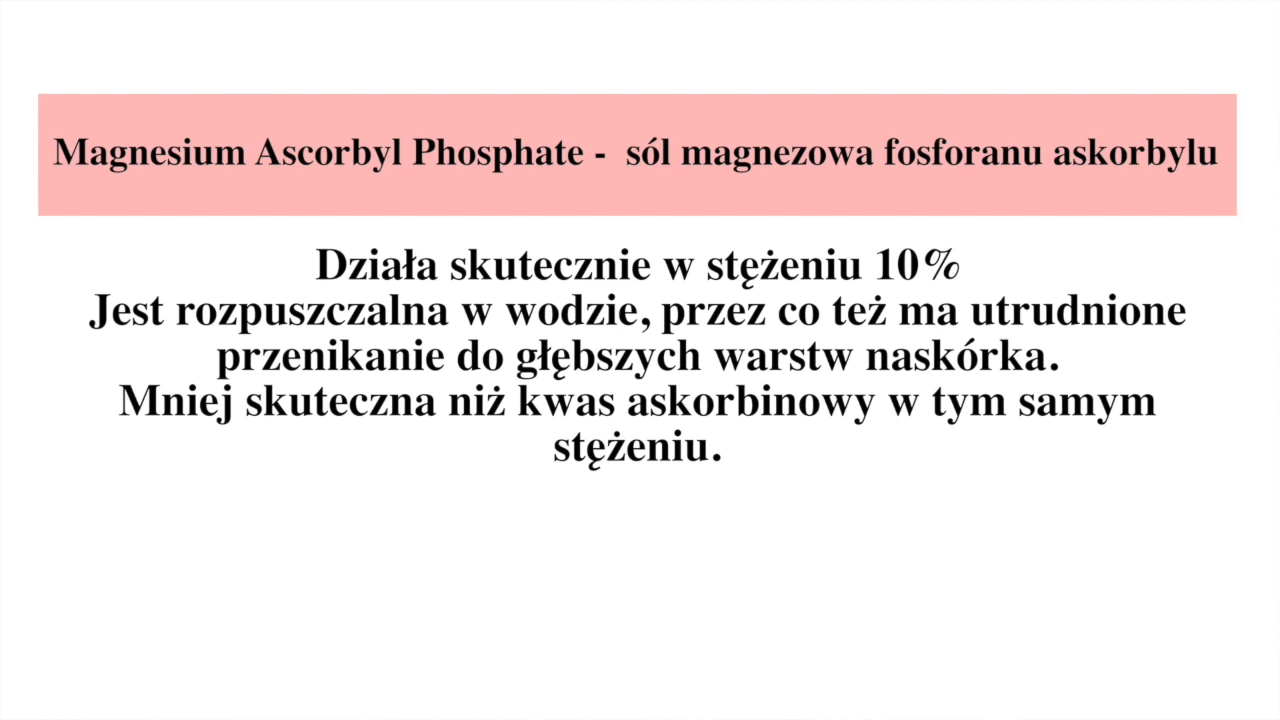 Magnesium Ascorbyl Phosphate -  sól magnezowa fosforanu askorbylu
Działa skutecznie w stężeniu 10%
Jest rozpuszczalna w wodzie, przez co też ma utrudnione
przenikanie do głębszych warstw naskórka.
Mniej skuteczna niż kwas askorbinowy w tym samym
stężeniu.